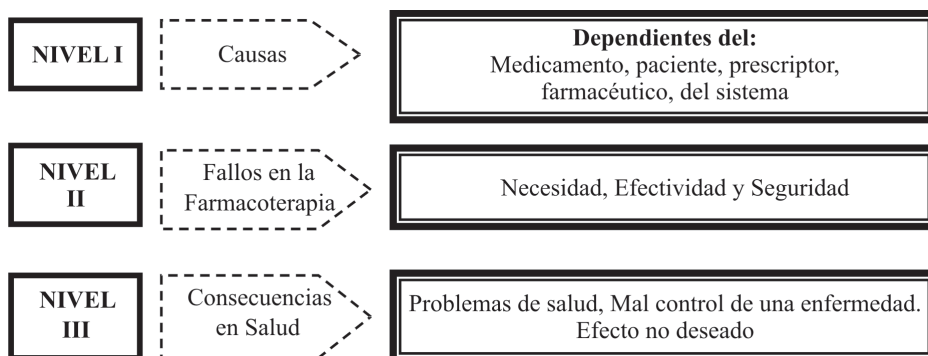 NIVEL I
Causas
Dependientes del:
Medicamento, paciente, prescriptor,
farmacéutico, del sistema
NIVEL
II
Fallos en la
Farmacoterapia
Necesidad, Efectividad y Seguridad
NIVEL
III
Consecuencias
en Salud
Problemas de salud, Mal control de una enfermedad.
Efecto no deseado